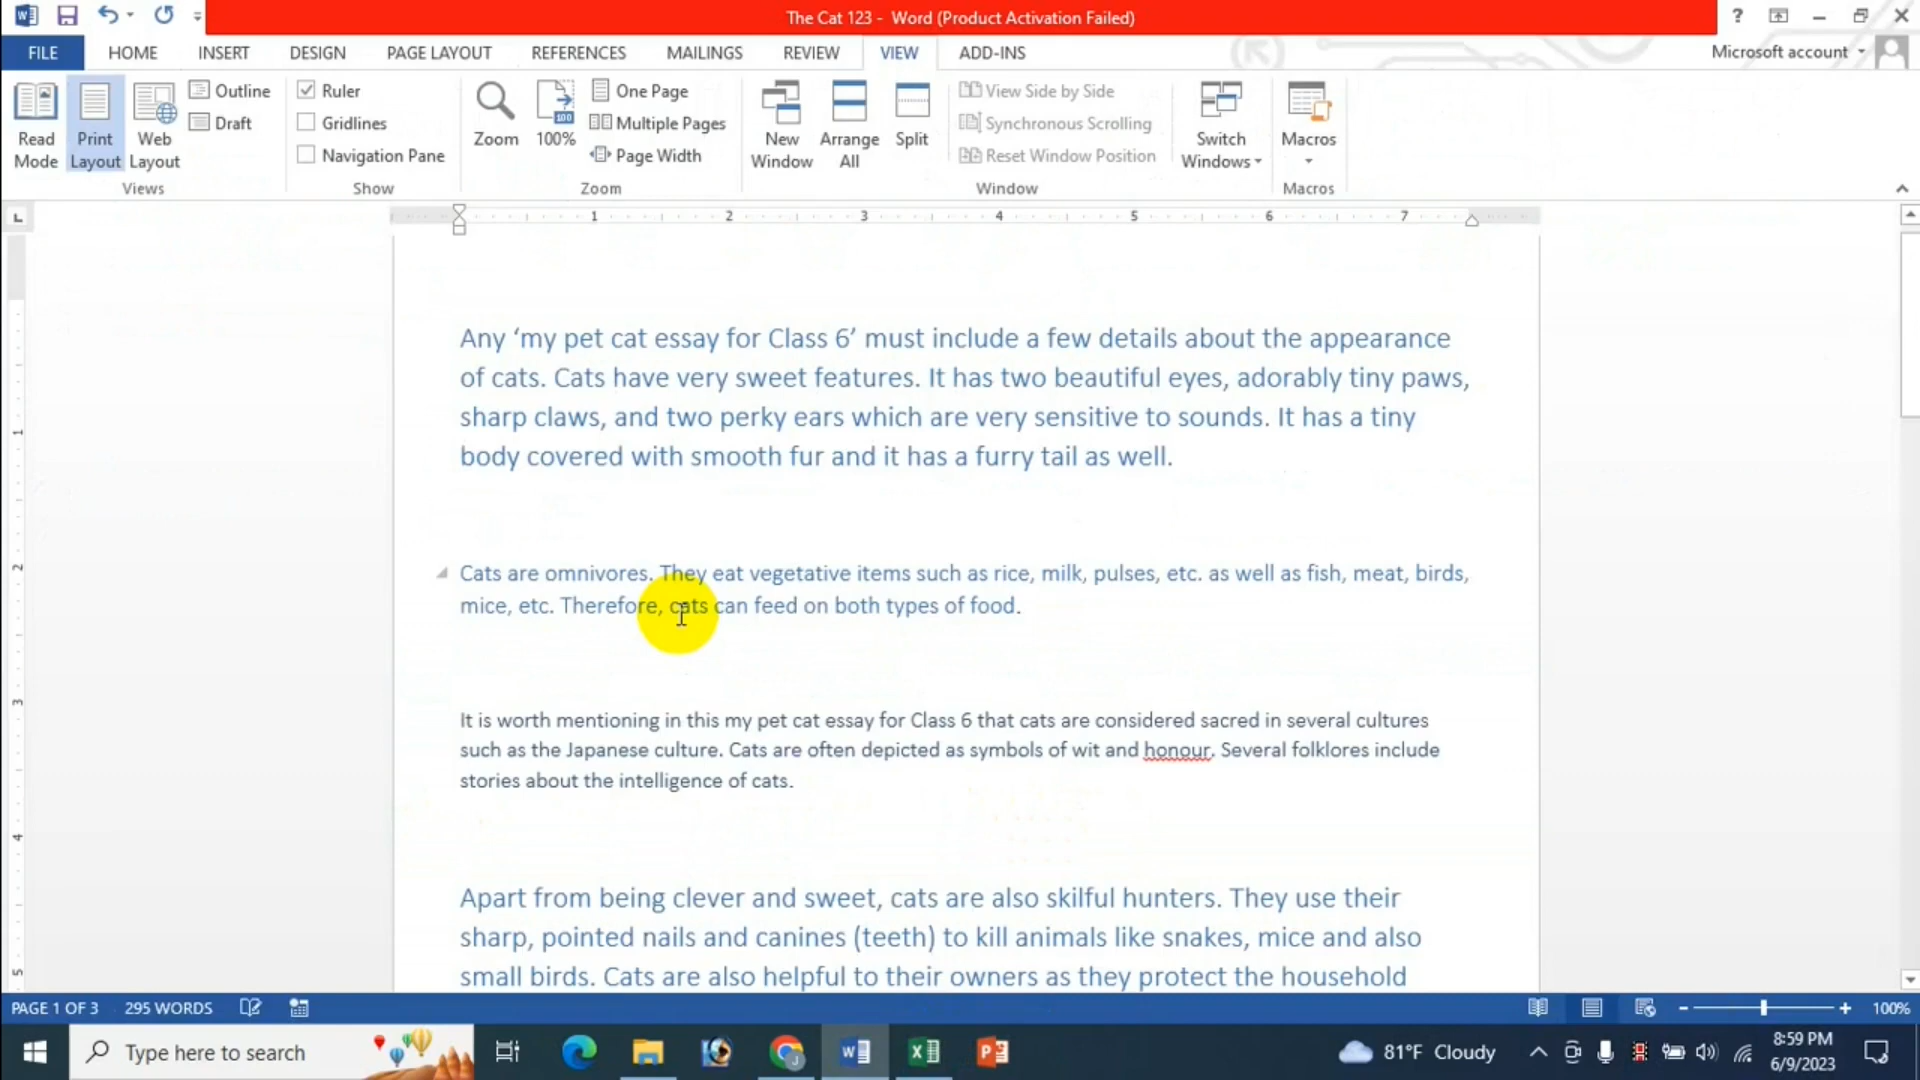 The Cat 123 - Word (Product Activation Failed)
FILE HOME INSERT DESIGN PAGE LAYOUT REFERENCES MAILINGS REVIEW VIEW ADD-INS Microsoft account
Read Mode
Print Layout
Web Layout
Outline
Draft
Views
Ruler
Gridlines
Navigation Pane
Show
Zoom
100%
One Page
Multiple Pages
Page Width
Zoom
New Window
Arrange All
Split
View Side by Side
Synchronous Scrolling
Reset Window Position
Switch Windows
Window
Macros
Macros
1 2 3 4 5 6 7
Any ‘my pet cat essay for Class 6’ must include a few details about the appearance
of cats. Cats have very sweet features. It has two beautiful eyes, adorably tiny paws,
sharp claws, and two perky ears which are very sensitive to sounds. It has a tiny
body covered with smooth fur and it has a furry tail as well.
Cats are omnivores. They eat vegetative items such as rice, milk, pulses, etc. as well as fish, meat, birds,
mice, etc. Therefore, cats can feed on both types of food.
It is worth mentioning in this my pet cat essay for Class 6 that cats are considered sacred in several cultures
such as the Japanese culture. Cats are often depicted as symbols of wit and honour. Several folklores include
stories about the intelligence of cats.
Apart from being clever and sweet, cats are also skilful hunters. They use their
sharp, pointed nails and canines (teeth) to kill animals like snakes, mice and also
small birds. Cats are also helpful to their owners as they protect the household
1
2
3
4
5
PAGE 1 OF 3 295 WORDS 100%
Type here to search
81°F Cloudy
8:59 PM
6/9/2023